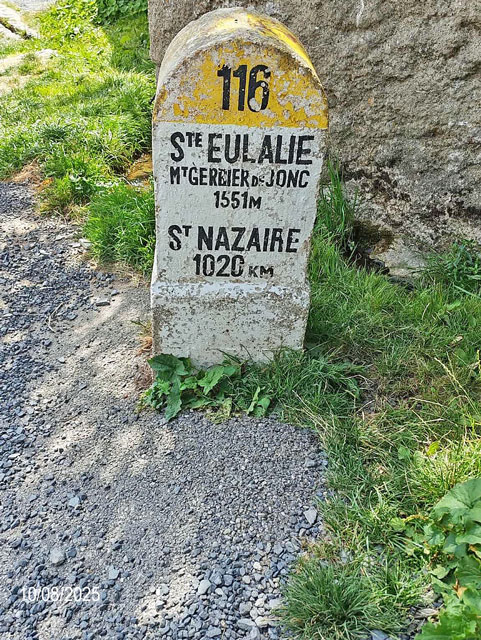 116
STE EULALIE
MT GERBIER DE JONC
1551M
ST NAZAIRE
1020 KM
10/08/2025